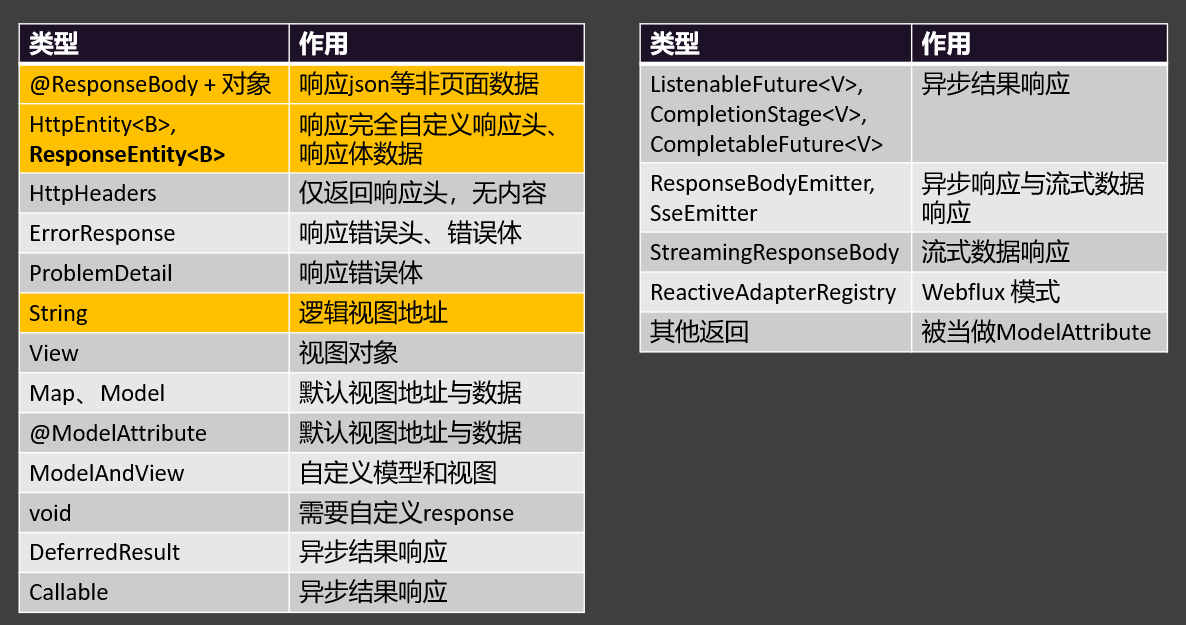 类型 作用
@ResponseBody + 对象 响应json等非页面数据
HttpEntity<B>, 响应完全自定义响应头、
ResponseEntity<B> 响应体数据
HttpHeaders 仅返回响应头，无内容
ErrorResponse 响应错误头、错误体
ProblemDetail 响应错误体
String 逻辑视图地址
View 视图对象
Map、Model 默认视图地址与数据
@ModelAttribute 默认视图地址与数据
ModelAndView 自定义模型和视图
void 需要自定义response
DeferredResult 异步结果响应
Callable 异步结果响应
类型 作用
ListenableFuture<V>, 异步结果响应
CompletionStage<V>,
CompletableFuture<V>
ResponseBodyEmitter, 异步响应与流式数据
SseEmitter 响应
StreamingResponseBody 流式数据响应
ReactiveAdapterRegistry Webflux 模式
其他返回 被当做ModelAttribute